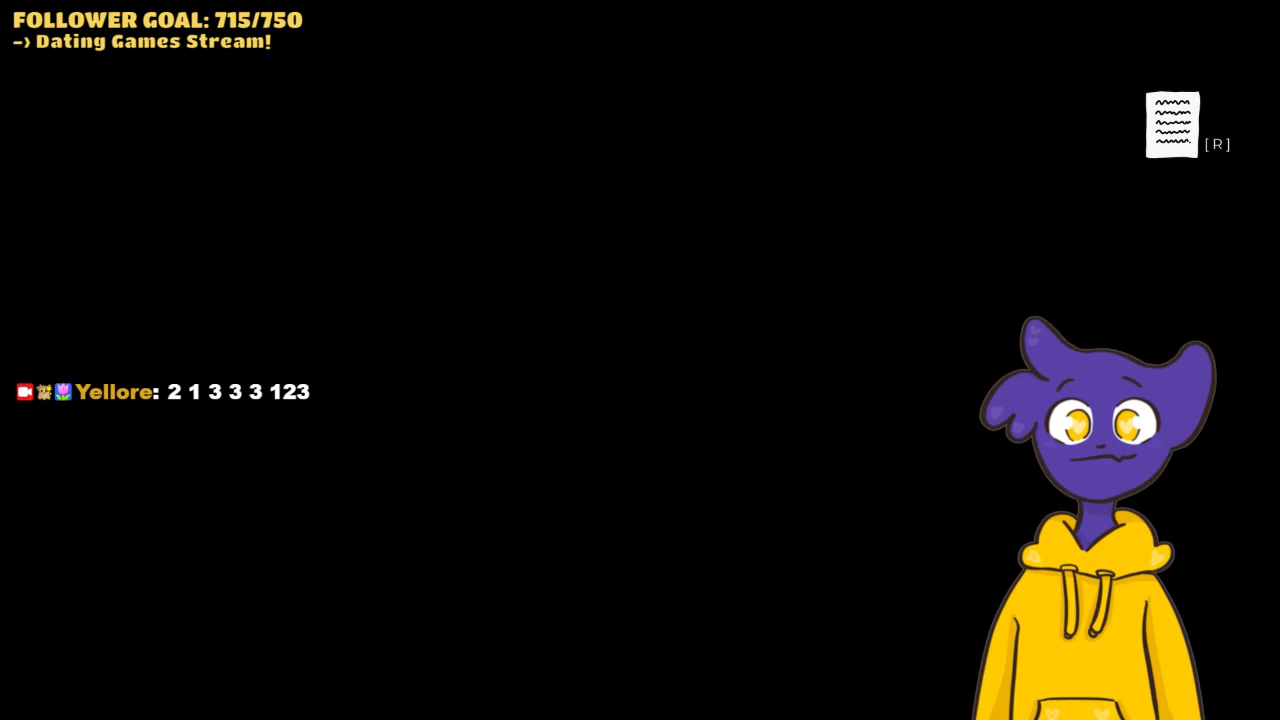 FOLLOWER GOAL: 715/750
-> Dating Games Stream!
[ R ]
Yellore: 2 1 3 3 3 123